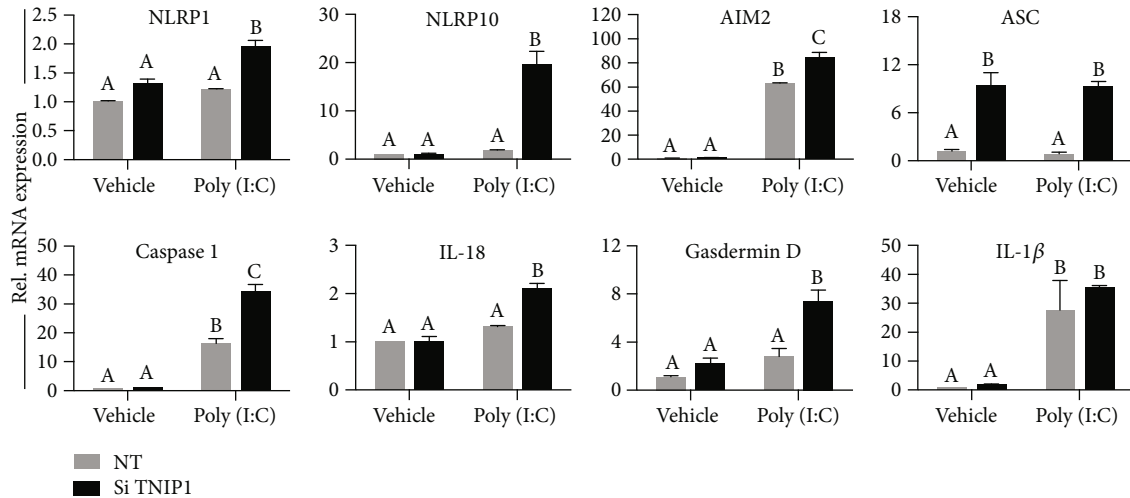 Rel. mRNA expression
NLRP1
2.5
2.0
1.5
1.0
0.5
0.0
A
A
A
B
Vehicle
Poly (I:C)
NLRP10
30
20
10
0
A
A
A
B
Vehicle
Poly (I:C)
AIM2
120
100
80
60
40
20
0
A
A
B
C
Vehicle
Poly (I:C)
ASC
18
12
6
0
A
B
A
B
Vehicle
Poly (I:C)
Caspase 1
50
40
30
20
10
0
A
A
B
C
Vehicle
Poly (I:C)
IL-18
3
2
1
0
A
A
A
B
Vehicle
Poly (I:C)
Gasdermin D
12
8
4
0
A
A
A
B
Vehicle
Poly (I:C)
IL-1β
50
40
30
20
10
0
A
A
B
B
Vehicle
Poly (I:C)
NT
Si TNIP1